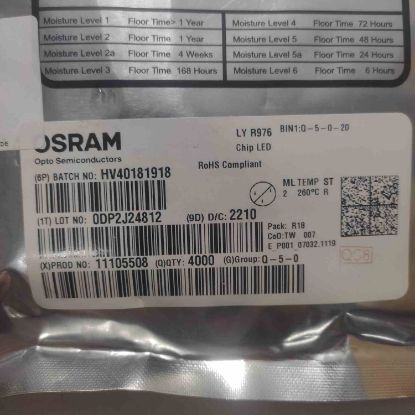 Moisture Level 1 Floor Time> 1 Year
Moisture Level 2 Floor Time 1 Year
Moisture Level 2a Floor Time 4 Weeks
Moisture Level 3 Floor Time 168 Hours
Moisture Level 4 Floor Time 72 Hours
Moisture Level 5 Floor Time 48 Hours
Moisture Level 5a Floor Time 24 Hours
Moisture Level 6 Floor Time 6 Hours
OSRAM
Opto Semiconductors
LY R976 BIN1:Q-5-0-20
Chip LED
RoHS Compliant
(6P) BATCH NO: HV40181918
ML TEMP ST
2 260°C R
(1T) LOT NO: 0DP2J24812 (9D) D/C: 2210
Pack: R18
CoO:TW 007
E P001 07032.1119
(X)PROD NO: 11105508 (Q)QTY: 4000 (G)Group: Q-5-0